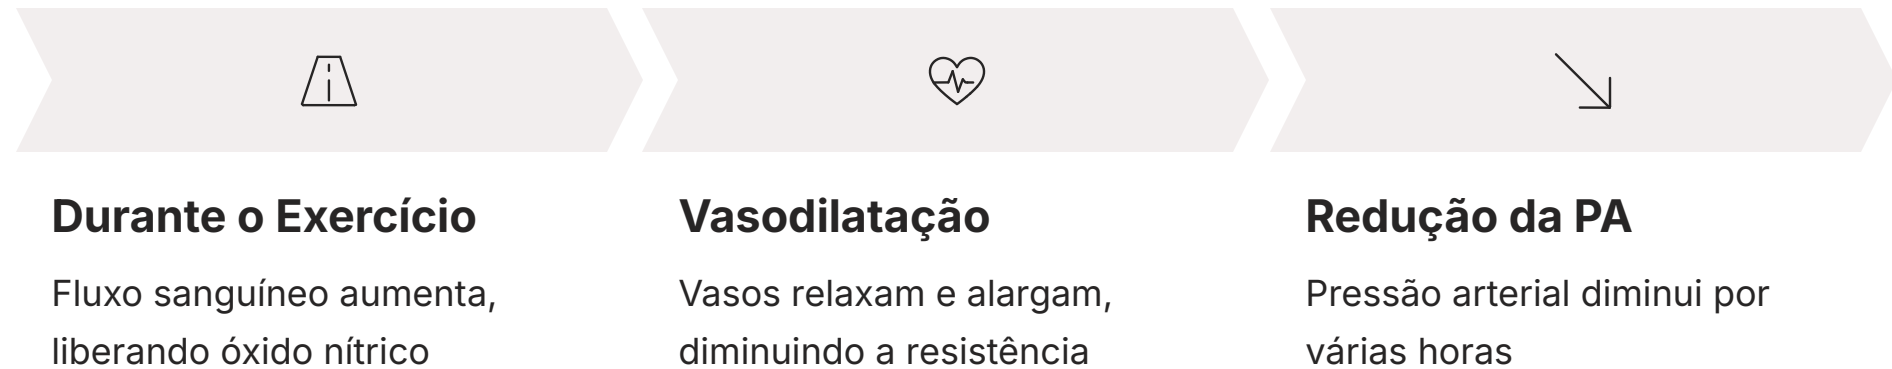 Durante o Exercício
Fluxo sanguíneo aumenta,
liberando óxido nítrico
Vasodilatação
Vasos relaxam e alargam,
diminuindo a resistência
Redução da PA
Pressão arterial diminui por
várias horas